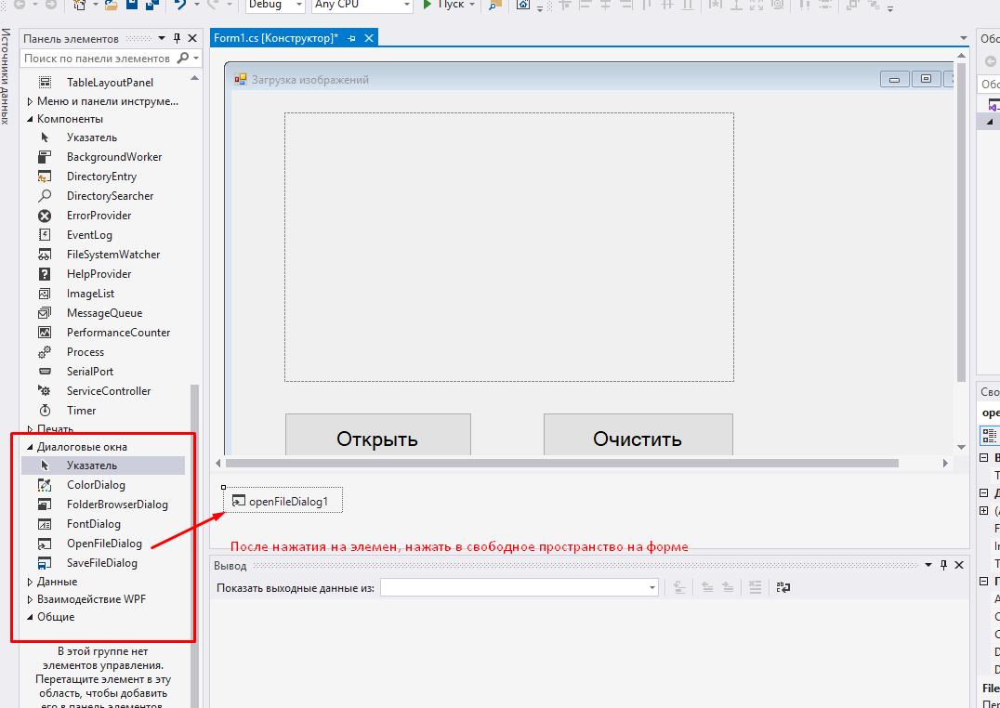 Debug
Any CPU
Пуск
Источники данных
Панель элементов
Поиск по панели элементов
TableLayoutPanel
Меню и панели инструме...
Компоненты
Указатель
BackgroundWorker
DirectoryEntry
DirectorySearcher
ErrorProvider
EventLog
FileSystemWatcher
HelpProvider
ImageList
MessageQueue
PerformanceCounter
Process
SerialPort
ServiceController
Timer
Печать
Диалоговые окна
Указатель
ColorDialog
FolderBrowserDialog
FontDialog
OpenFileDialog
SaveFileDialog
Данные
Взаимодействие WPF
Общие
В этой группе нет
элементов управления.
Перетащите элемент в эту
область, чтобы добавить
его в панель элементов.
Form1.cs [Конструктор]*
Загрузка изображений
Открыть
Очистить
openFileDialog1
После нажатия на элемен, нажать в свободное пространство на форме
Вывод
Показать выходные данные из:
Обо
Обо
Сво
ope
File